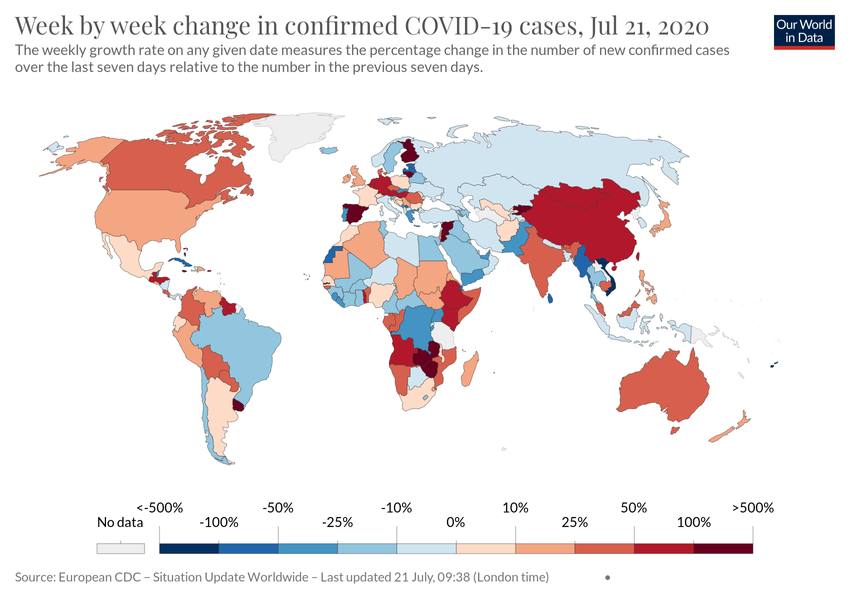 Week by week change in confirmed COVID-19 cases, Jul 21, 2020
Our World
in Data
The weekly growth rate on any given date measures the percentage change in the number of new confirmed cases
over the last seven days relative to the number in the previous seven days.
<-500% -50% -10% 10% 50% >500%
No data -100% -25% 0% 25% 100%
Source: European CDC – Situation Update Worldwide – Last updated 21 July, 09:38 (London time)